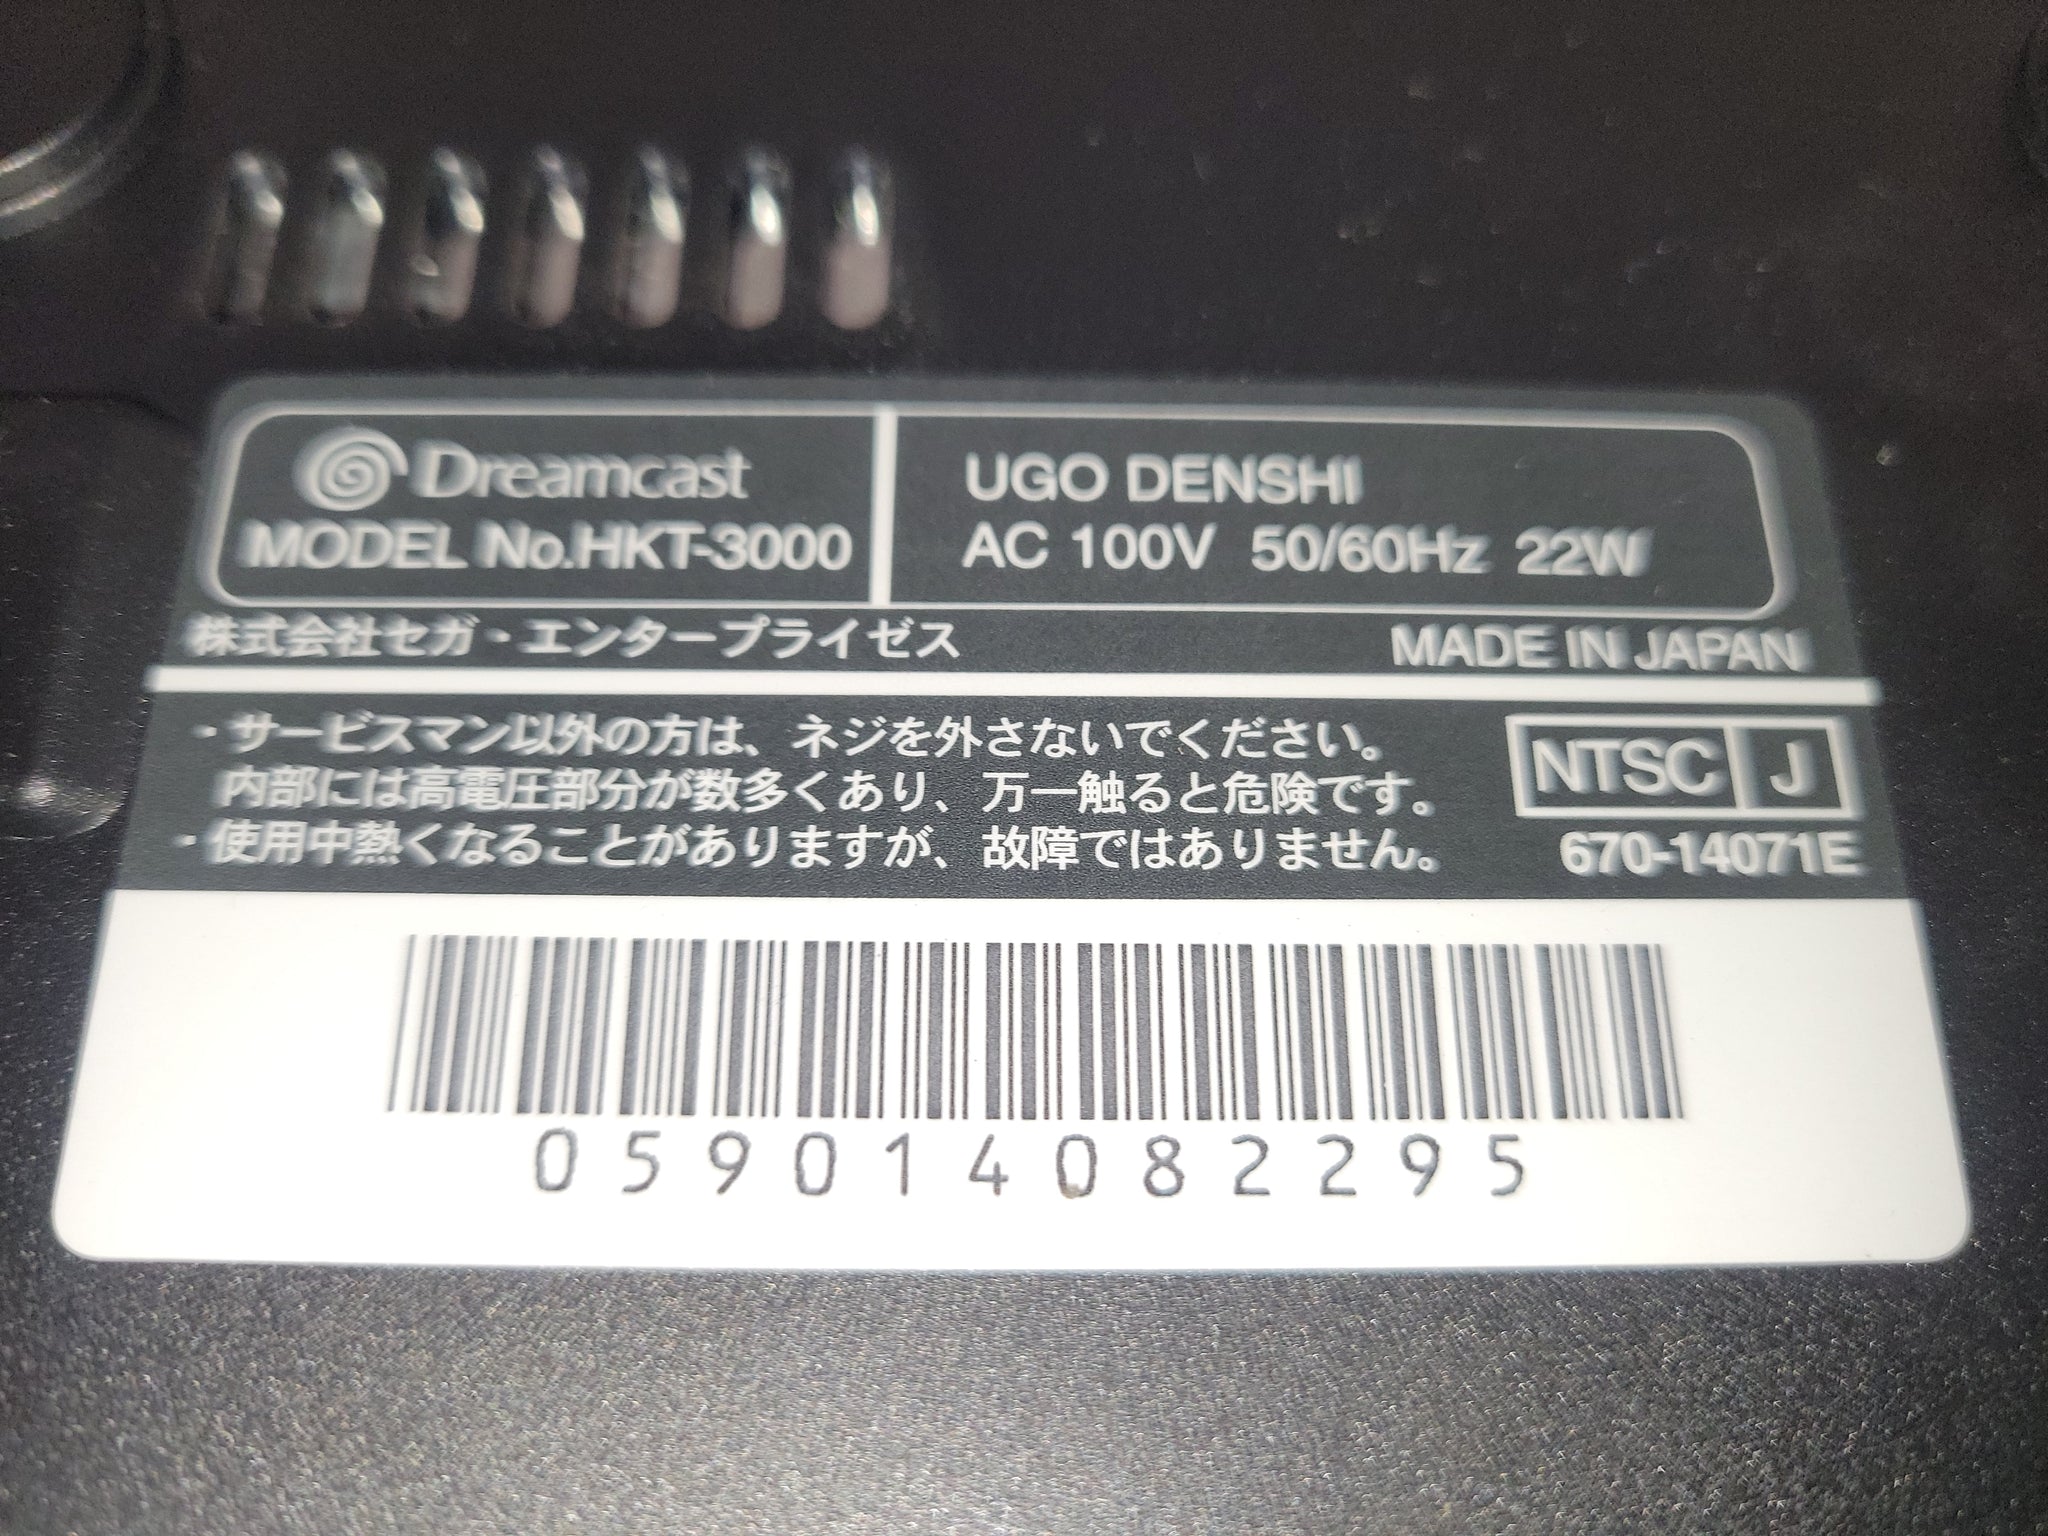 Dreamcast
MODEL No.HKT-3000
UGO DENSHI
AC 100V 50/60Hz 22W
株式会社セガ・エンタープライゼス
MADE IN JAPAN
・サービスマン以外の方は、ネジを外さないでください。
内部には高電圧部分が数多くあり、万一触ると危険です。
・使用中熱くなることがありますが、故障ではありません。
NTSC J
670-14071E
059014082295